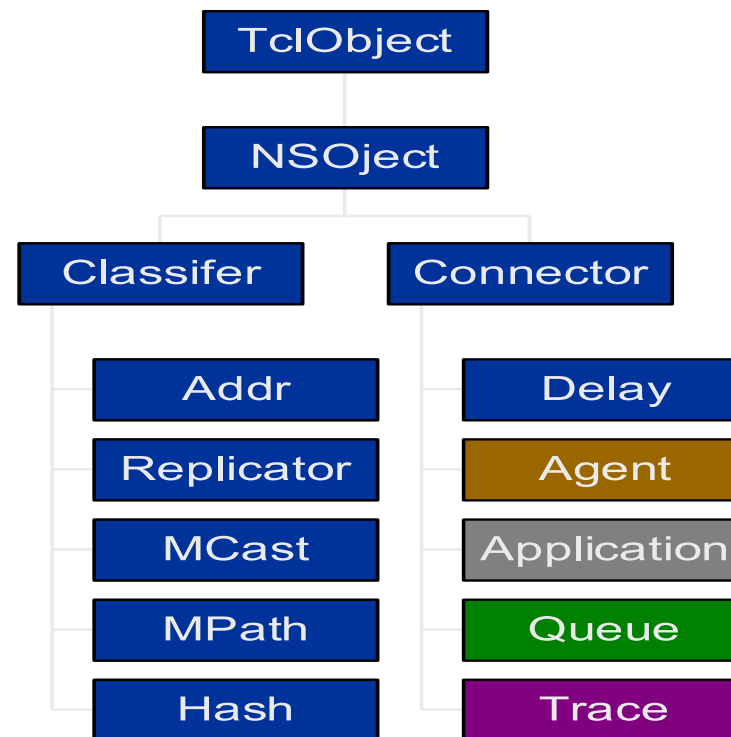 TclObject
NSOject
Classifer
Connector
Addr
Delay
Replicator
Agent
MCast
Application
MPath
Queue
Hash
Trace